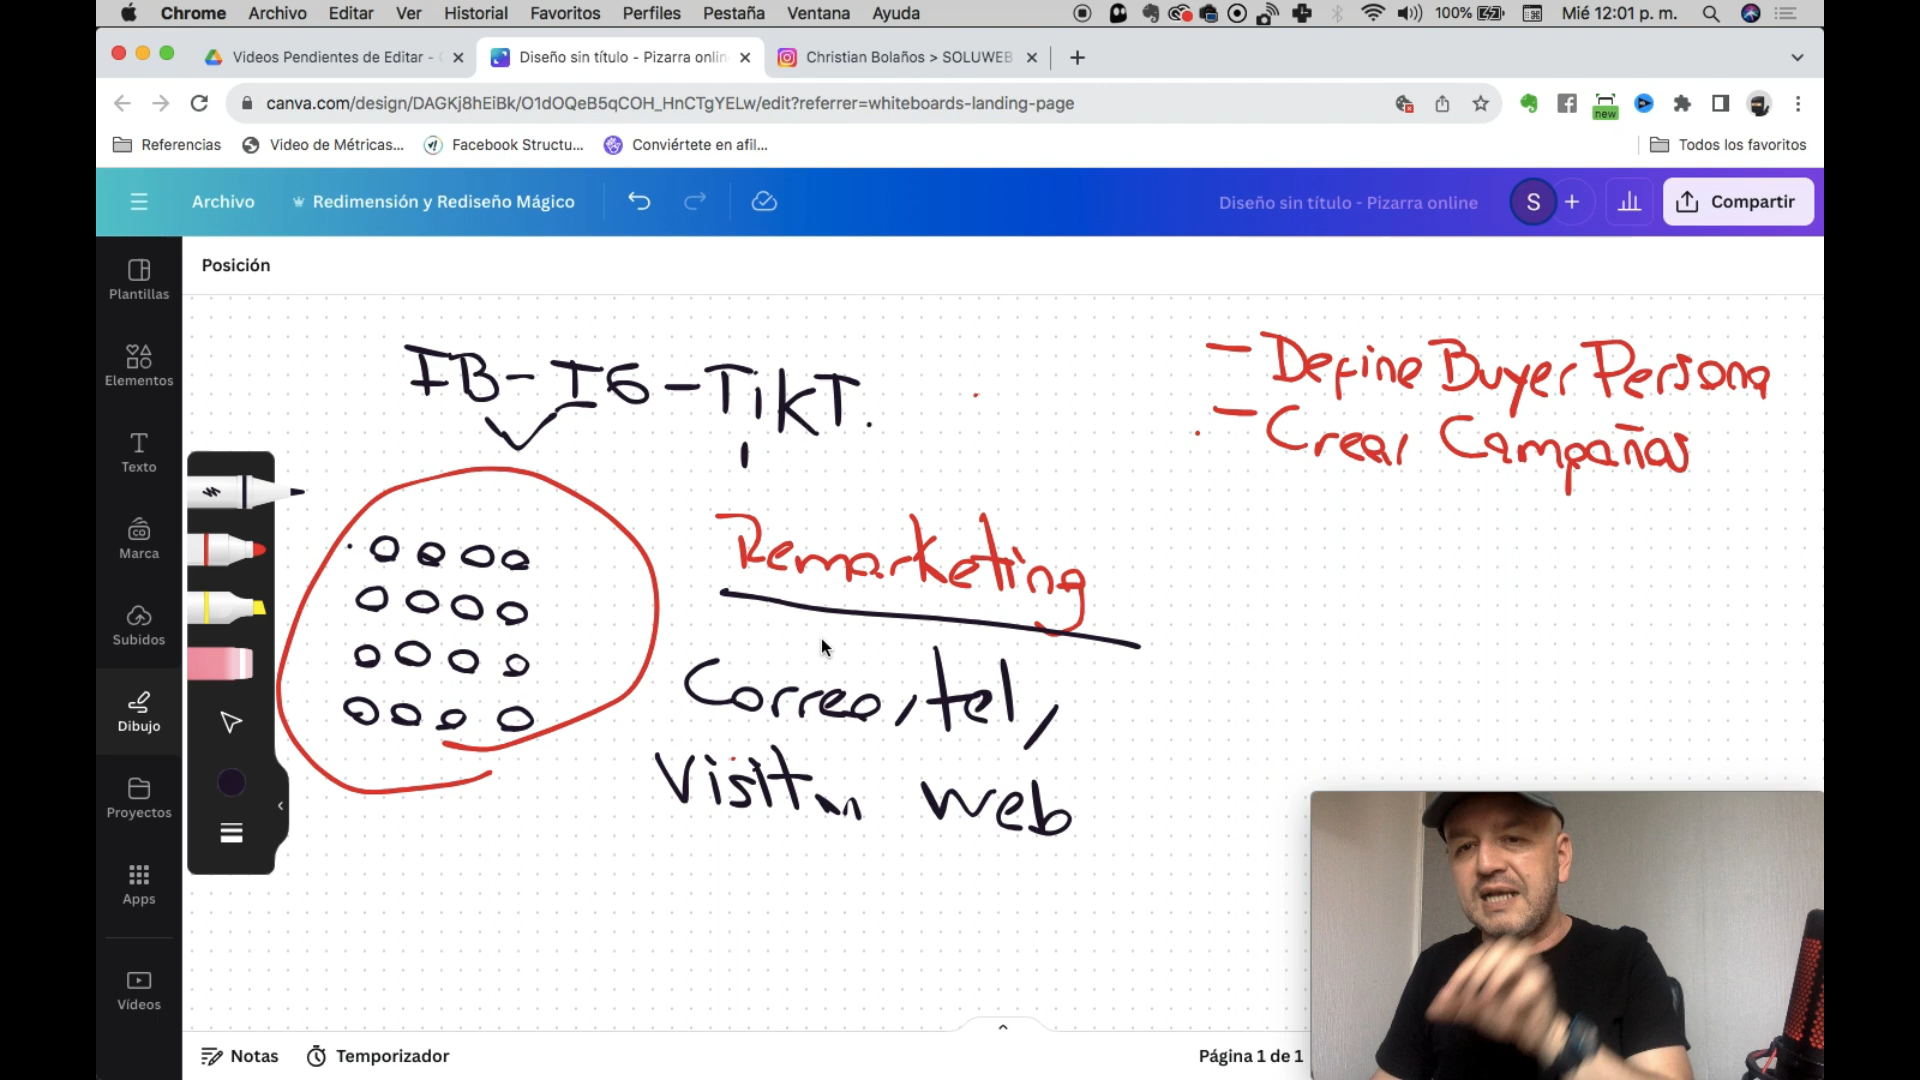 Chrome Archivo Editar Ver Historial Favoritos Perfiles Pestaña Ventana Ayuda 100% Mié 12:01 p. m.
Videos Pendientes de Editar - Diseño sin título - Pizarra onlin Christian Bolaños > SOLUWEB
canva.com/design/DAGKj8hEiBk/O1dOQeB5qCOH_HnCTgYELw/edit?referrer=whiteboards-landing-page
new
Referencias Video de Métricas... Facebook Structu... Conviértete en afil... Todos los favoritos
Archivo Redimensión y Rediseño Mágico Diseño sin título - Pizarra online S + Compartir
Posición
Plantillas
Elementos
Texto
Marca
Subidos
Dibujo
Proyectos
Apps
Vídeos
FB-IG-TikT.
- Define Buyer Persona
- Crear Campañas
Remarketing
Correo, tel,
Visitan web
Notas Temporizador Página 1 de 1